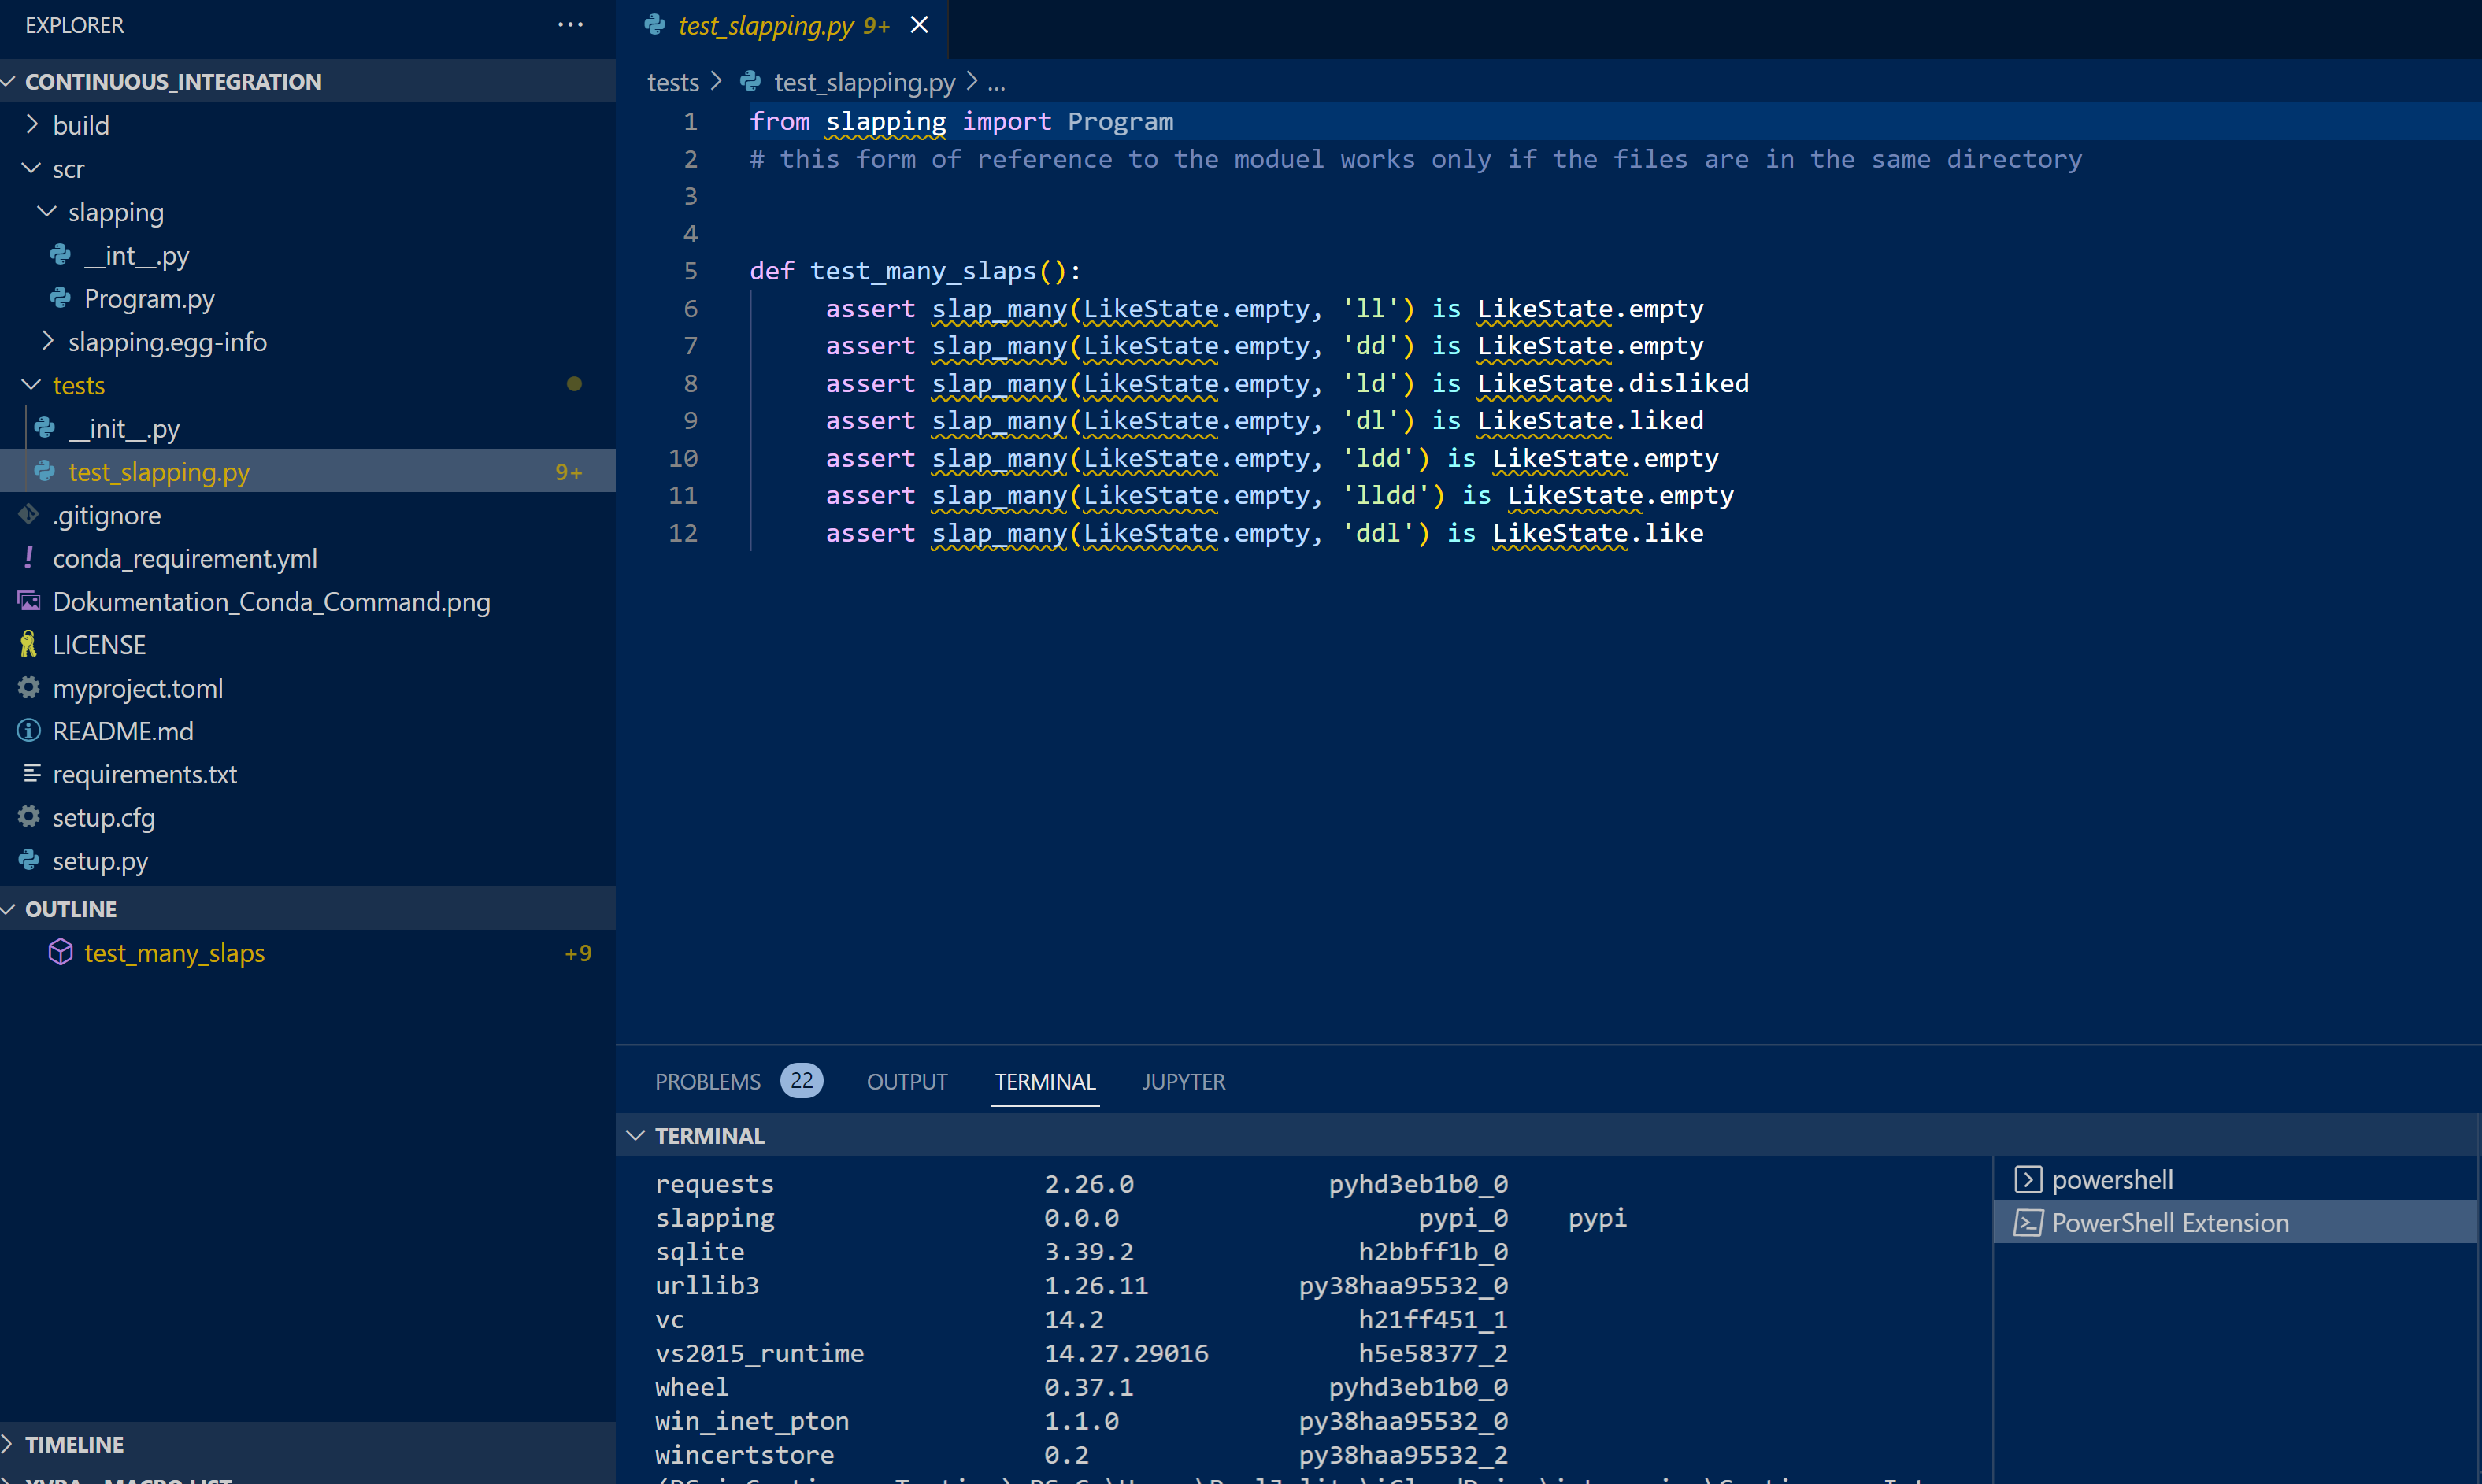 EXPLORER
CONTINUOUS_INTEGRATION
build
scr
slapping
__int__.py
Program.py
slapping.egg-info
tests
__init__.py
test_slapping.py 9+
.gitignore
conda_requirement.yml
Dokumentation_Conda_Command.png
LICENSE
myproject.toml
README.md
requirements.txt
setup.cfg
setup.py
OUTLINE
test_many_slaps +9
TIMELINE
test_slapping.py 9+
tests > test_slapping.py > ...
1 from slapping import Program
2 # this form of reference to the moduel works only if the files are in the same directory
3
4
5 def test_many_slaps():
6 assert slap_many(LikeState.empty, 'll') is LikeState.empty
7 assert slap_many(LikeState.empty, 'dd') is LikeState.empty
8 assert slap_many(LikeState.empty, 'ld') is LikeState.disliked
9 assert slap_many(LikeState.empty, 'dl') is LikeState.liked
10 assert slap_many(LikeState.empty, 'ldd') is LikeState.empty
11 assert slap_many(LikeState.empty, 'lldd') is LikeState.empty
12 assert slap_many(LikeState.empty, 'ddl') is LikeState.like
PROBLEMS 22 OUTPUT TERMINAL JUPYTER
TERMINAL
requests 2.26.0 pyhd3eb1b0_0
slapping 0.0.0 pypi_0 pypi
sqlite 3.39.2 h2bbff1b_0
urllib3 1.26.11 py38haa95532_0
vc 14.2 h21ff451_1
vs2015_runtime 14.27.29016 h5e58377_2
wheel 0.37.1 pyhd3eb1b0_0
win_inet_pton 1.1.0 py38haa95532_0
wincertstore 0.2 py38haa95532_2
powershell
PowerShell Extension